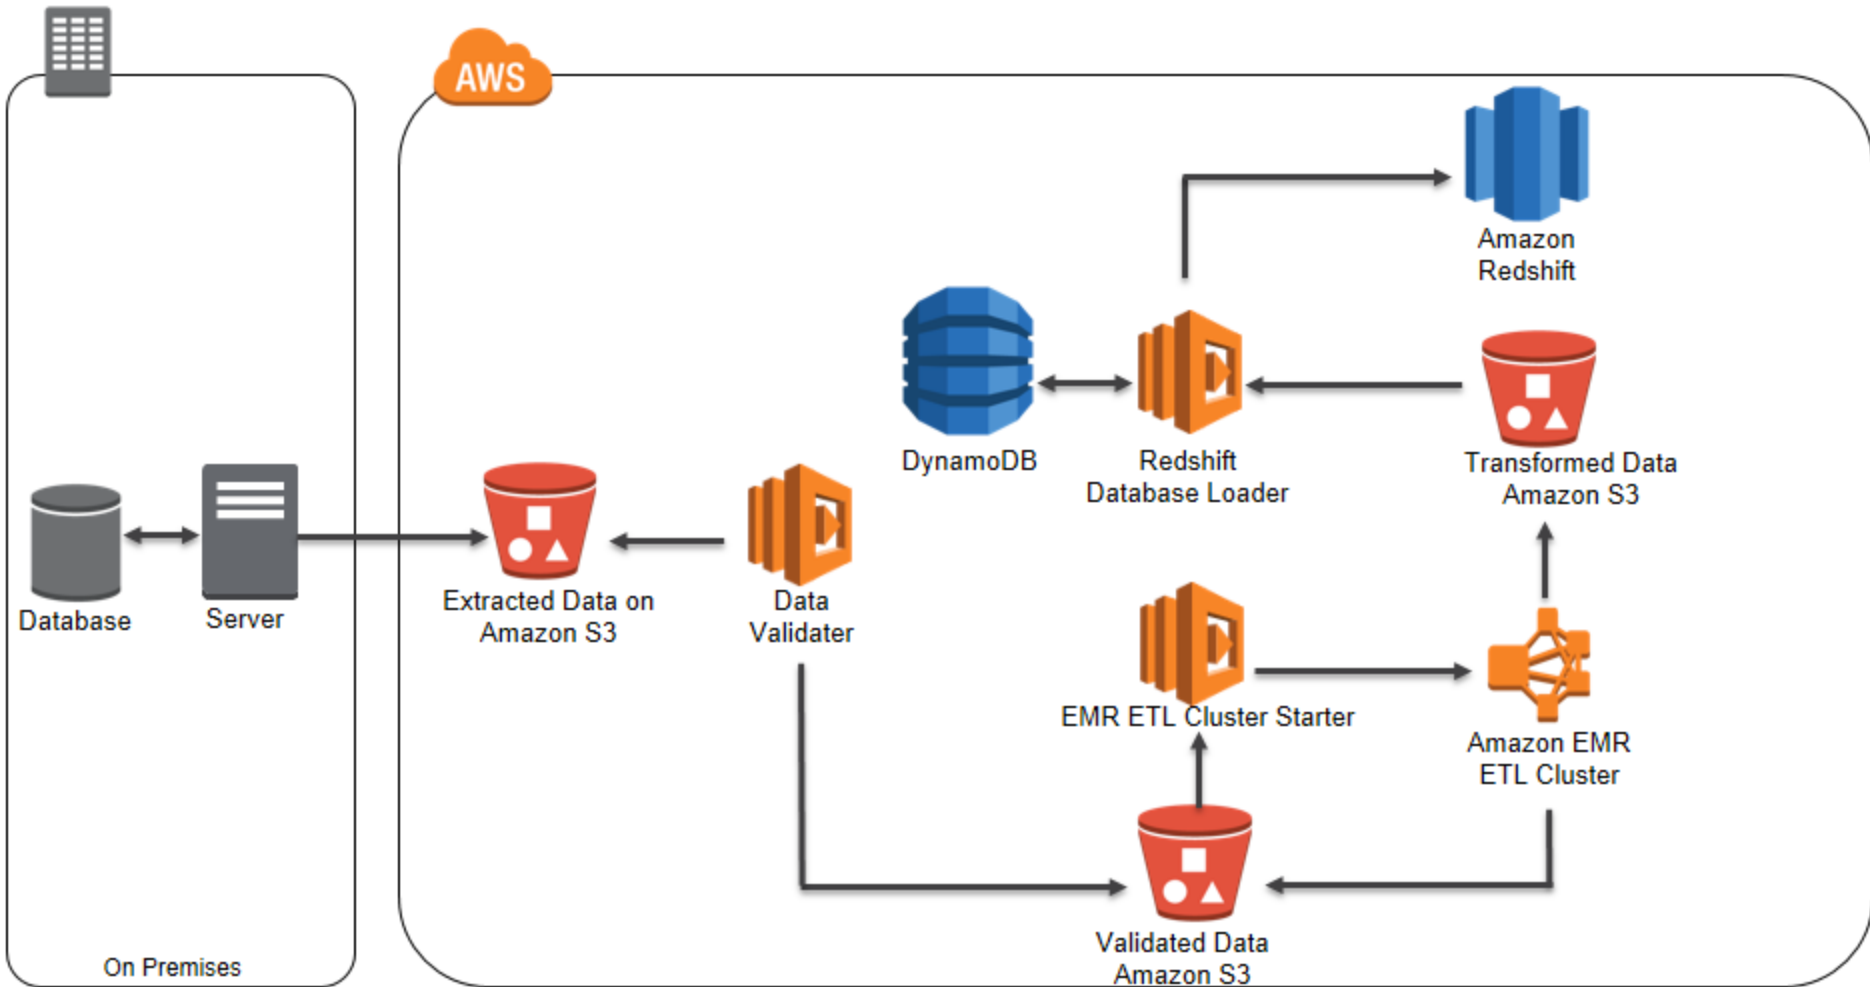 AWS
Amazon
Redshift
DynamoDB
Redshift
Database Loader
Transformed Data
Amazon S3
Database
Server
Extracted Data on
Amazon S3
Data
Validater
EMR ETL Cluster Starter
Amazon EMR
ETL Cluster
Validated Data
Amazon S3
On Premises